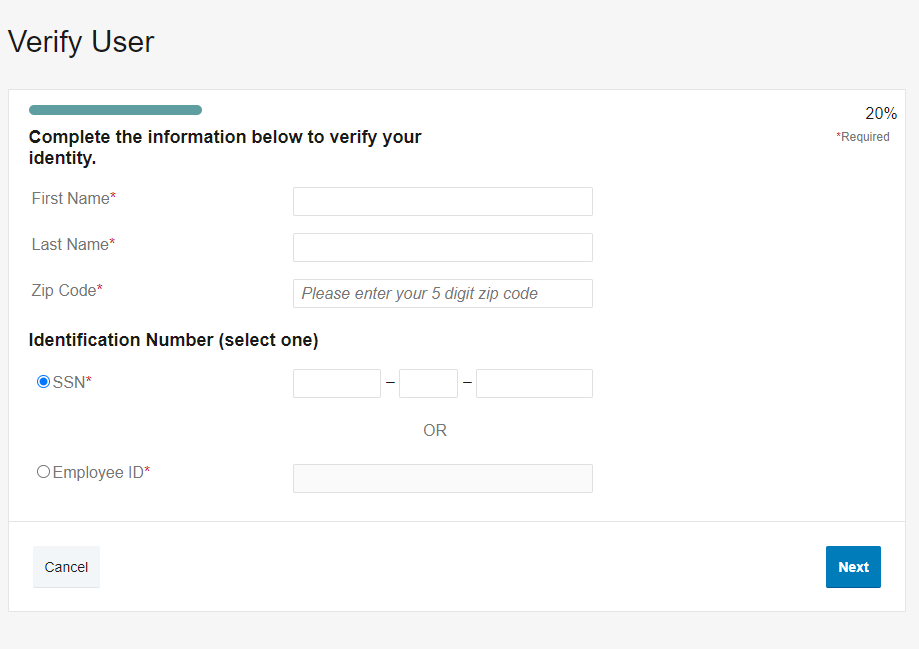 Verify User
20%
Complete the information below to verify your
identity.
*Required
First Name*
Last Name*
Zip Code*
Please enter your 5 digit zip code
Identification Number (select one)
SSN* – –
OR
Employee ID*
Cancel
Next